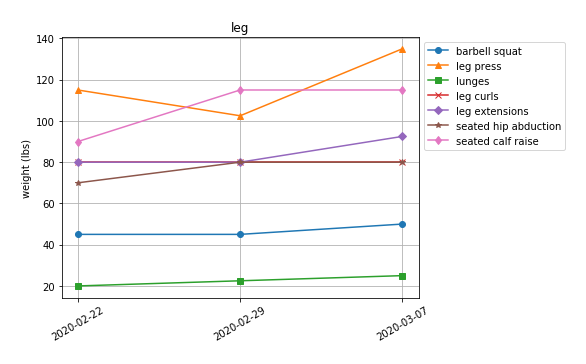 leg
140
120
100
80
60
40
20
weight (lbs)
2020-02-22
2020-02-29
2020-03-07
barbell squat
leg press
lunges
leg curls
leg extensions
seated hip abduction
seated calf raise